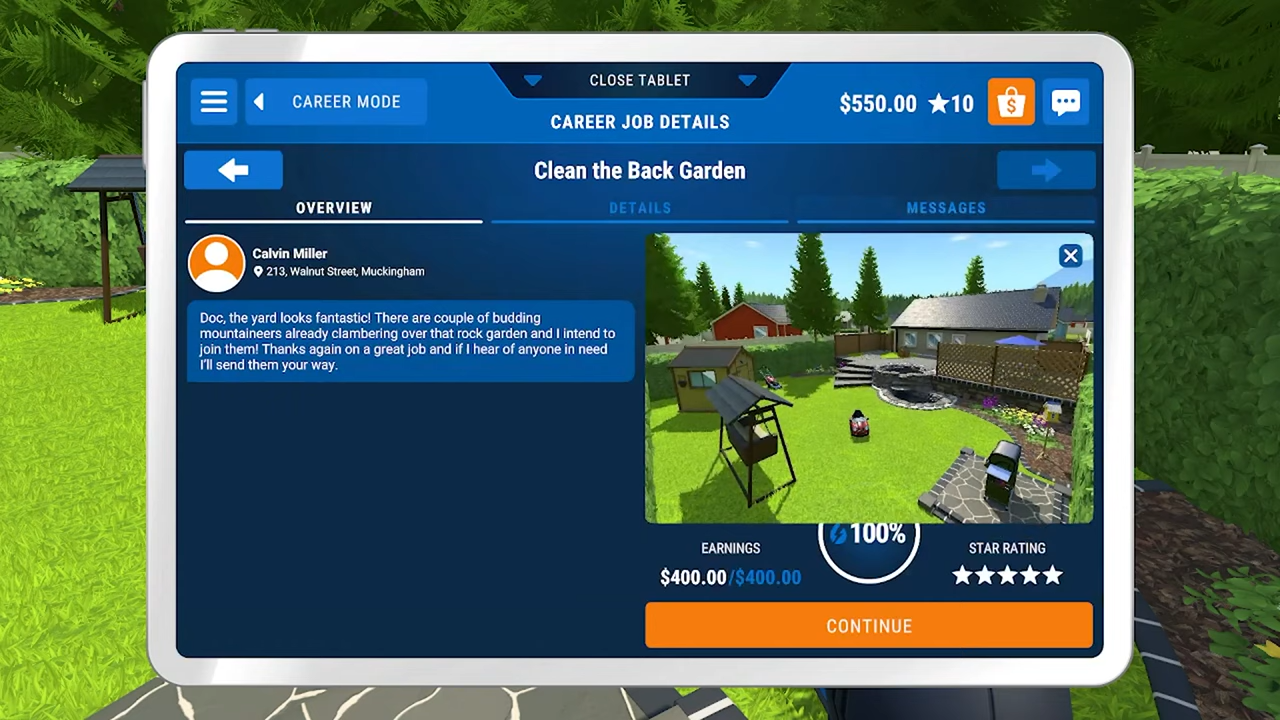 CLOSE TABLET
CAREER MODE
$550.00 ★10
CAREER JOB DETAILS
Clean the Back Garden
OVERVIEW
DETAILS
MESSAGES
Calvin Miller
213, Walnut Street, Muckingham
Doc, the yard looks fantastic! There are couple of budding
mountaineers already clambering over that rock garden and I intend to
join them! Thanks again on a great job and if I hear of anyone in need
I'll send them your way.
100%
EARNINGS
$400.00/$400.00
STAR RATING
★★★★★
CONTINUE